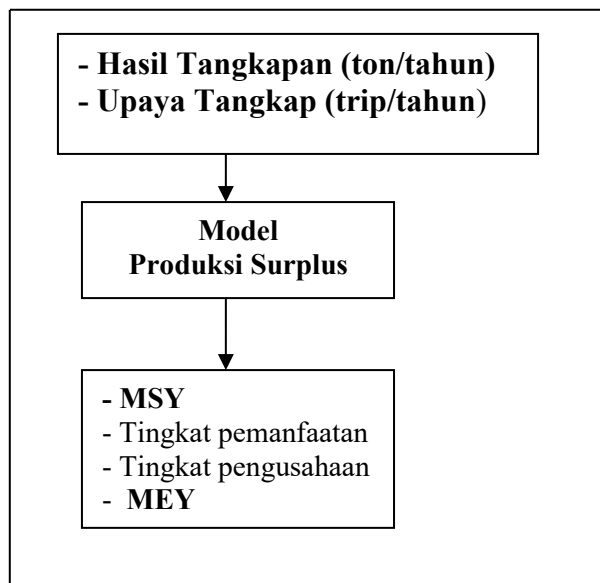 - Hasil Tangkapan (ton/tahun)
- Upaya Tangkap (trip/tahun)
Model
Produksi Surplus
- MSY
- Tingkat pemanfaatan
- Tingkat pengusahaan
- MEY